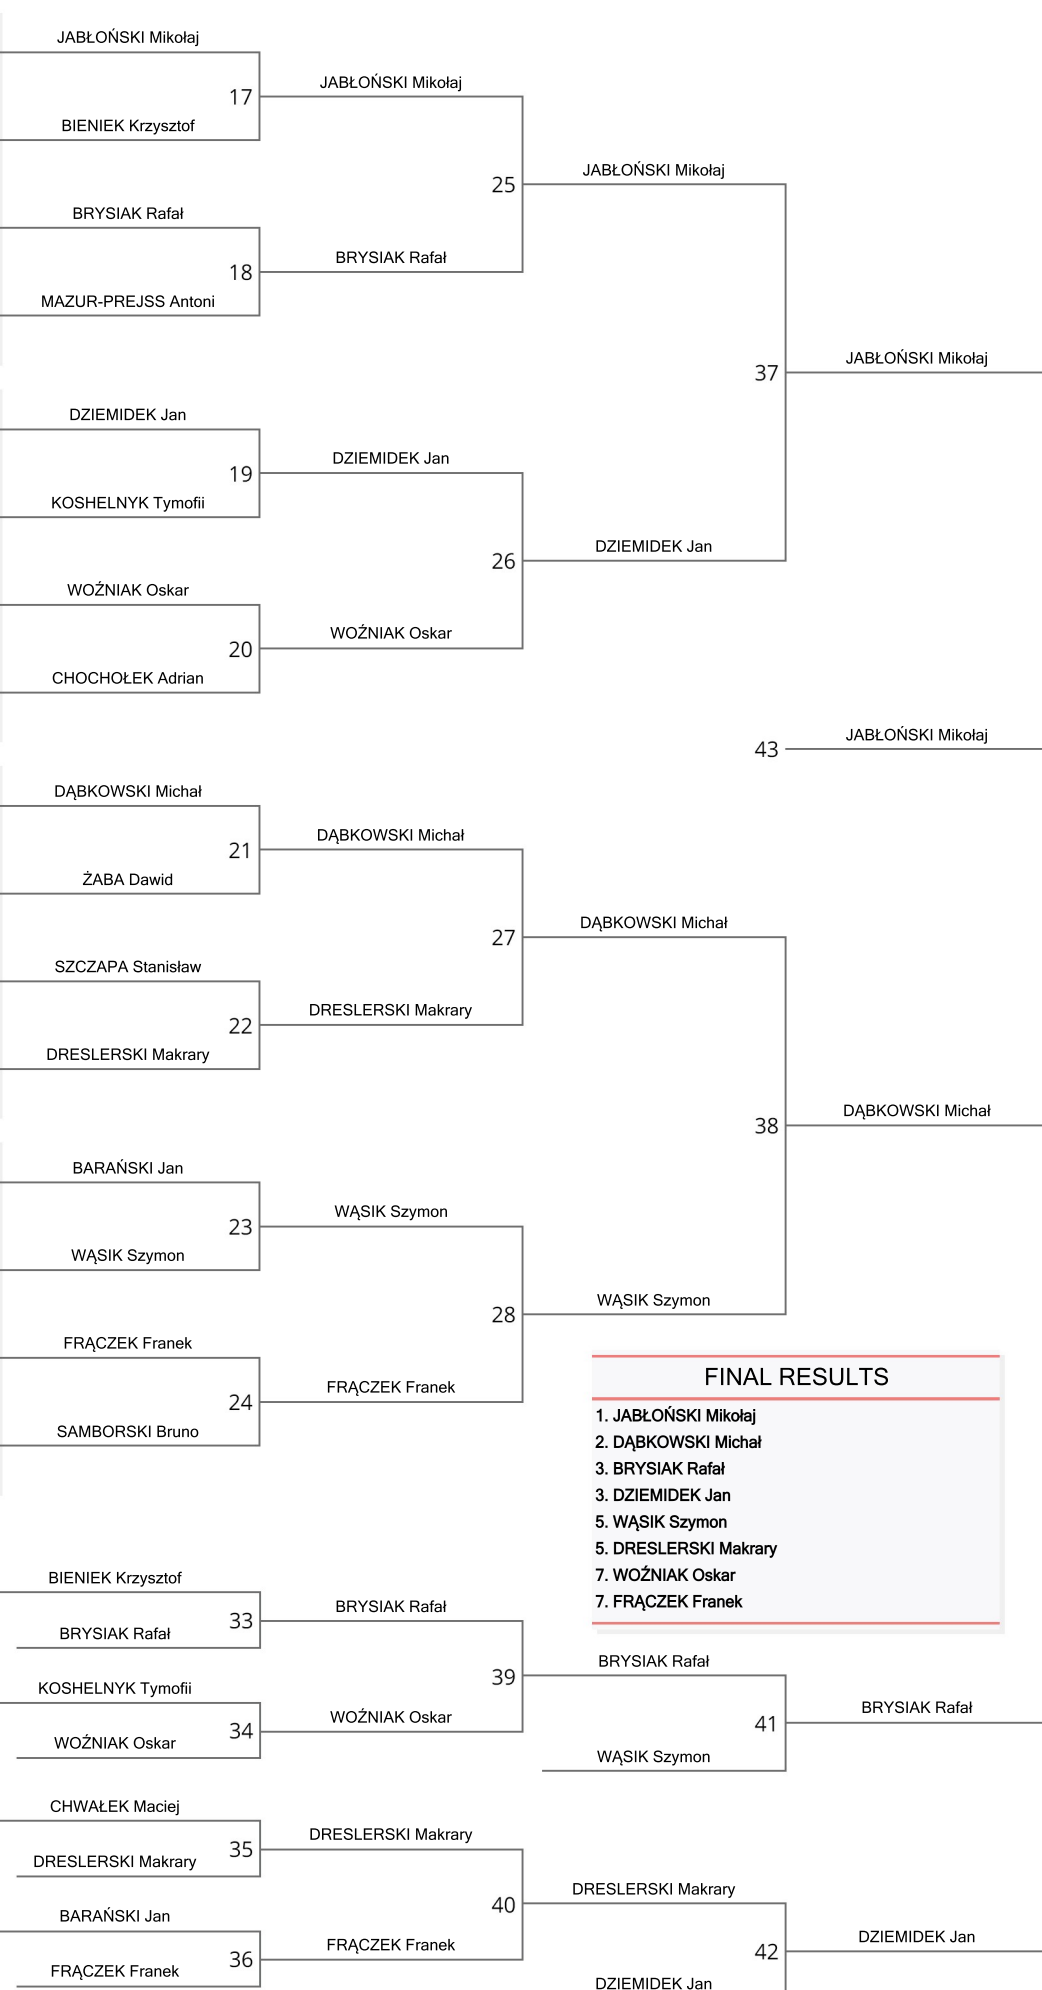 JABŁOŃSKI Mikołaj
17
JABŁOŃSKI Mikołaj
BIENIEK Krzysztof
25
JABŁOŃSKI Mikołaj
BRYSIAK Rafał
18
BRYSIAK Rafał
MAZUR-PREJSS Antoni
37
JABŁOŃSKI Mikołaj
DZIEMIDEK Jan
19
DZIEMIDEK Jan
KOSHELNYK Tymofii
26
DZIEMIDEK Jan
WOŹNIAK Oskar
20
WOŹNIAK Oskar
CHOCHOŁEK Adrian
43
JABŁOŃSKI Mikołaj
DĄBKOWSKI Michał
21
DĄBKOWSKI Michał
ŻABA Dawid
27
DĄBKOWSKI Michał
SZCZAPA Stanisław
22
DRESLERSKI Makrary
DRESLERSKI Makrary
38
DĄBKOWSKI Michał
BARAŃSKI Jan
23
WĄSIK Szymon
WĄSIK Szymon
28
WĄSIK Szymon
FRĄCZEK Franek
24
FRĄCZEK Franek
SAMBORSKI Bruno
FINAL RESULTS
1. JABŁOŃSKI Mikołaj
2. DĄBKOWSKI Michał
3. BRYSIAK Rafał
3. DZIEMIDEK Jan
5. WĄSIK Szymon
5. DRESLERSKI Makrary
7. WOŹNIAK Oskar
7. FRĄCZEK Franek
BIENIEK Krzysztof
33
BRYSIAK Rafał
BRYSIAK Rafał
39
BRYSIAK Rafał
KOSHELNYK Tymofii
34
WOŹNIAK Oskar
WOŹNIAK Oskar
41
BRYSIAK Rafał
WĄSIK Szymon
CHWAŁEK Maciej
35
DRESLERSKI Makrary
DRESLERSKI Makrary
40
DRESLERSKI Makrary
BARAŃSKI Jan
36
FRĄCZEK Franek
FRĄCZEK Franek
42
DZIEMIDEK Jan
DZIEMIDEK Jan